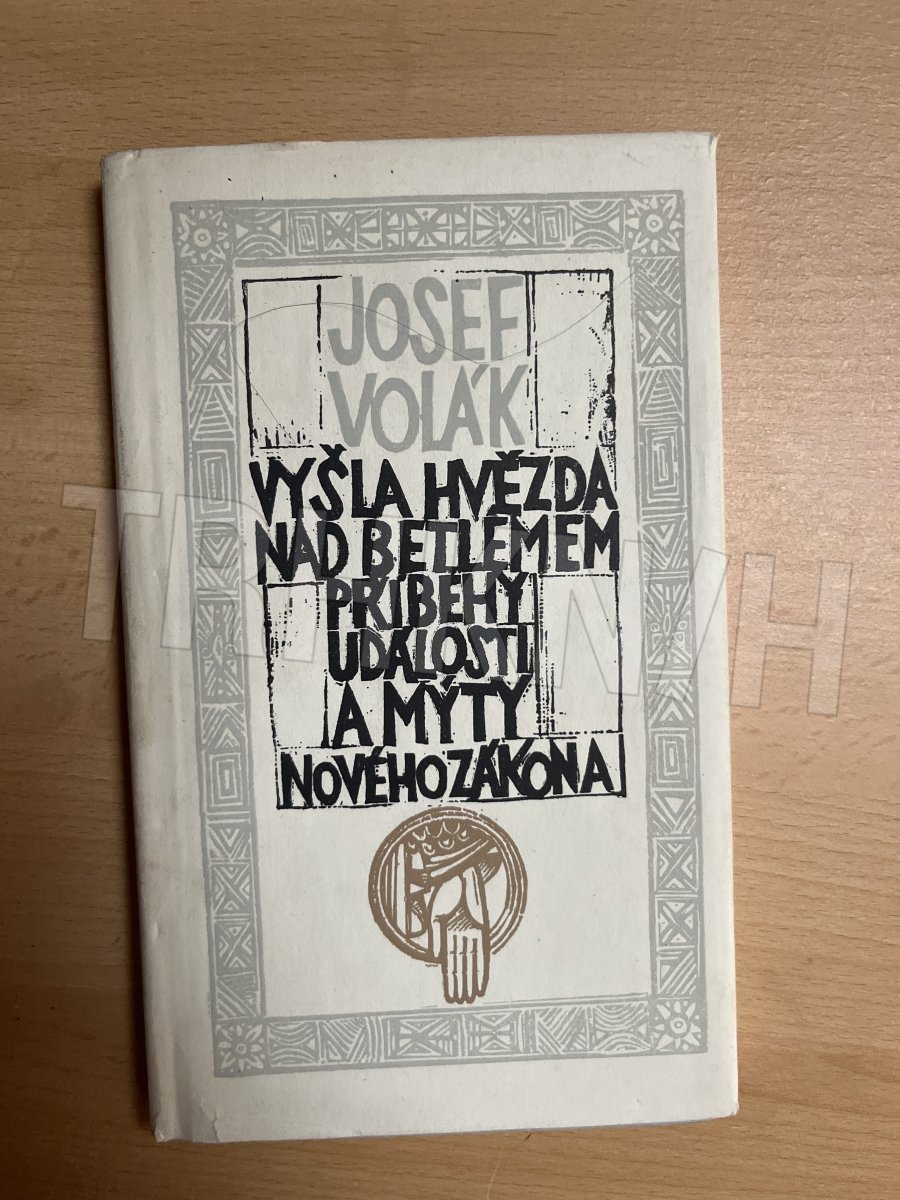 JOSEF
VOLÁK
VYŠLA HVĚZDA
NAD BETLÉMEM
PŘÍBĚHY
UDÁLOSTI
A MÝTY
NOVÉHO ZÁKONA